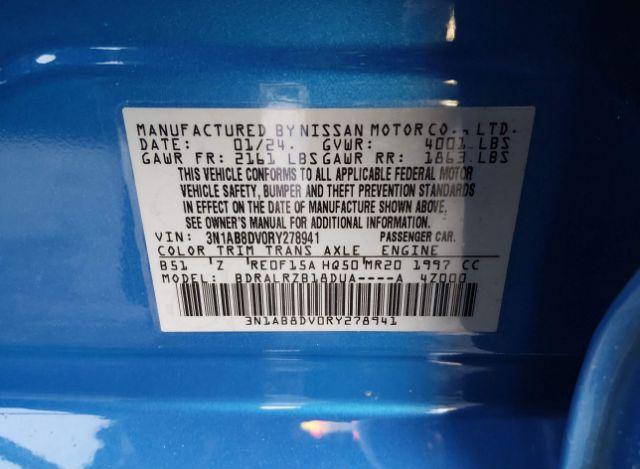 MANUFACTURED BY NISSAN MOTOR CO., LTD.
DATE: 01/24. GVWR: 4001 LBS
GAWR FR: 2161 LBS GAWR RR: 1863 LBS
THIS VEHICLE CONFORMS TO ALL APPLICABLE FEDERAL MOTOR
VEHICLE SAFETY, BUMPER AND THEFT PREVENTION STANDARDS
IN EFFECT ON THE DATE OF MANUFACTURE SHOWN ABOVE.
SEE OWNER'S MANUAL FOR ADDITIONAL INFORMATION.
VIN: 3N1AB8DV0RY278941 PASSENGER CAR.
COLOR TRIM TRANS AXLE ENGINE
B51 'Z RE0F15A HQ50 MR20 1997 CC
MODEL: BDRALRZB18DUA----A 4Z000
3N1AB8DV0RY278941